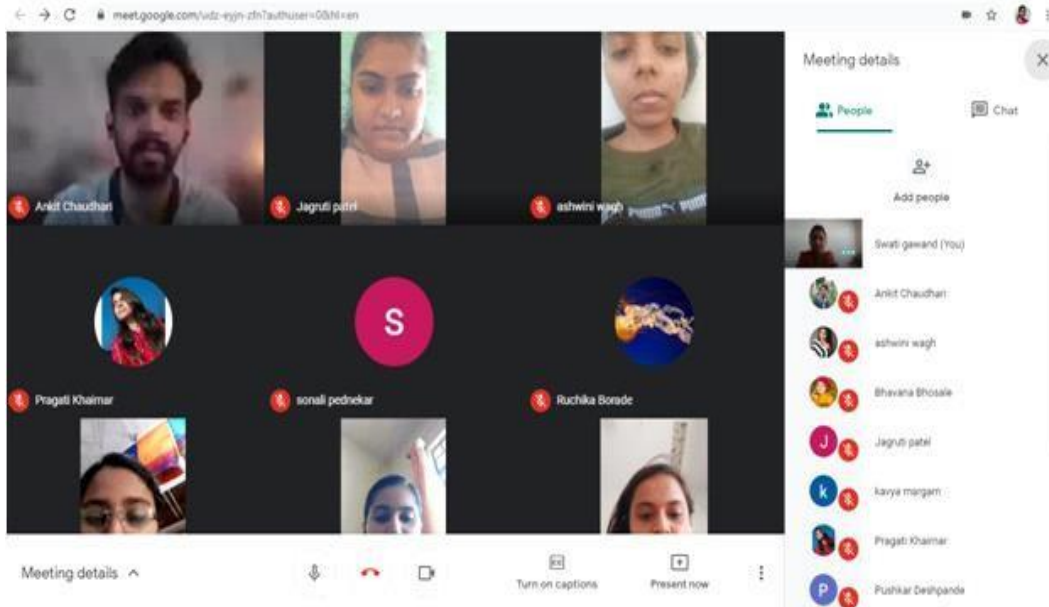 meet.google.com/udz-eyjn-zfn?authuser=0&hl=en
Ankit Chaudhari
Jagruti patel
ashwini wagh
PUMA
Pragati Khairnar
S
sonali pednekar
Ruchika Borade
Meeting details
Turn on captions
Present now
Meeting details
People
Chat
Add people
Swati gawand (You)
Ankit Chaudhari
ashwini wagh
Bhavana Bhosale
J
Jagruti patel
k
kavya margam
Pragati Khairnar
P
Pushkar Deshpande